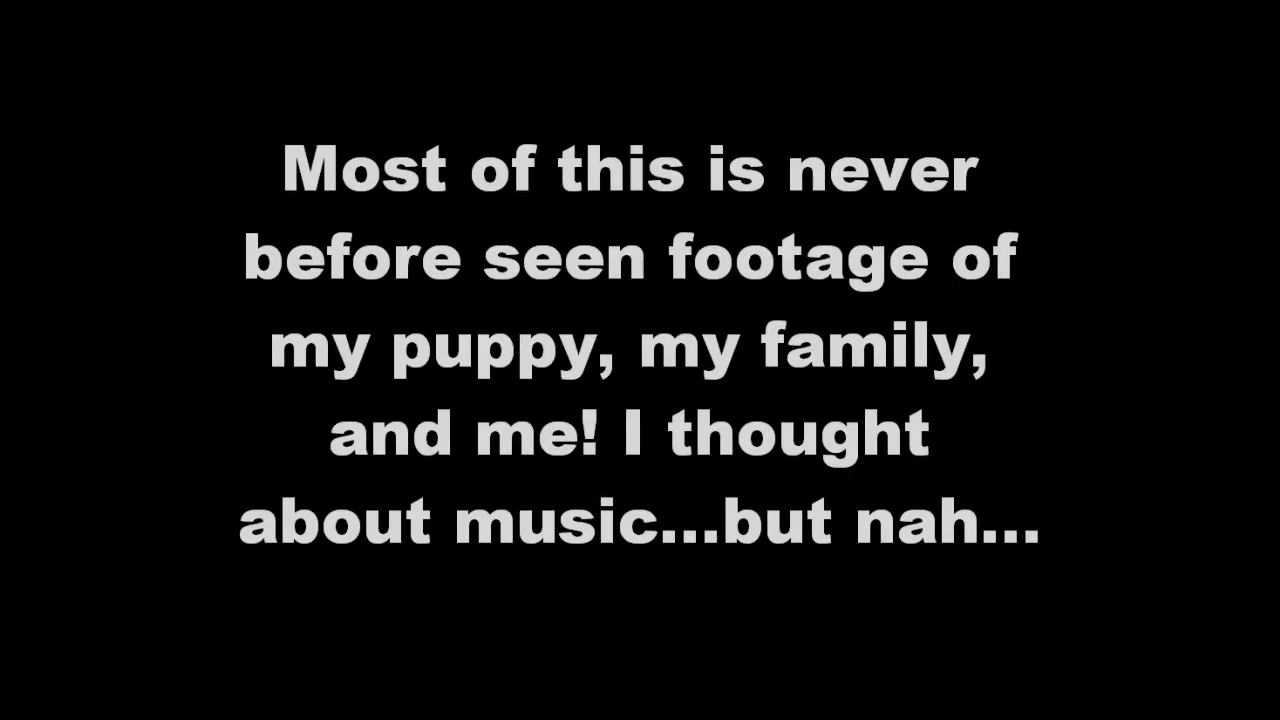 Most of this is never
before seen footage of
my puppy, my family,
and me! I thought
about music...but nah...